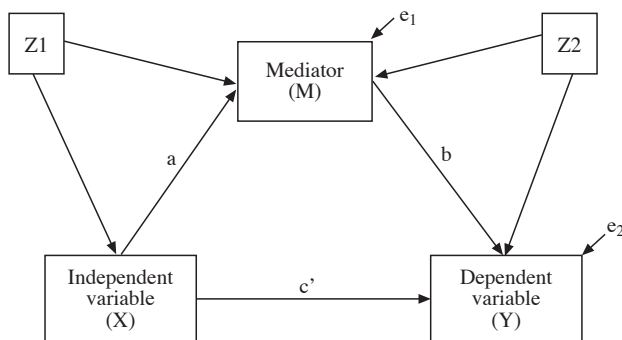 e1
Z1
Z2
Mediator
(M)
a
b
e2
Independent
variable
(X)
c’
Dependent
variable
(Y)